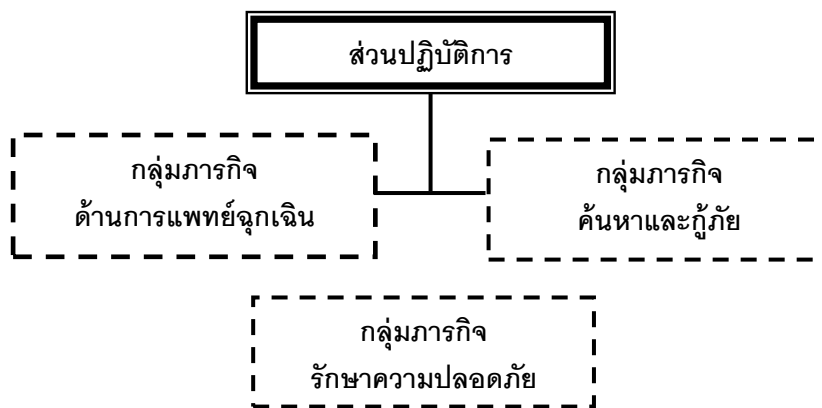 ส่วนปฏิบัติการ
กลุ่มภารกิจ
ด้านการแพทย์ฉุกเฉิน
กลุ่มภารกิจ
ค้นหาและกู้ภัย
กลุ่มภารกิจ
รักษาความปลอดภัย